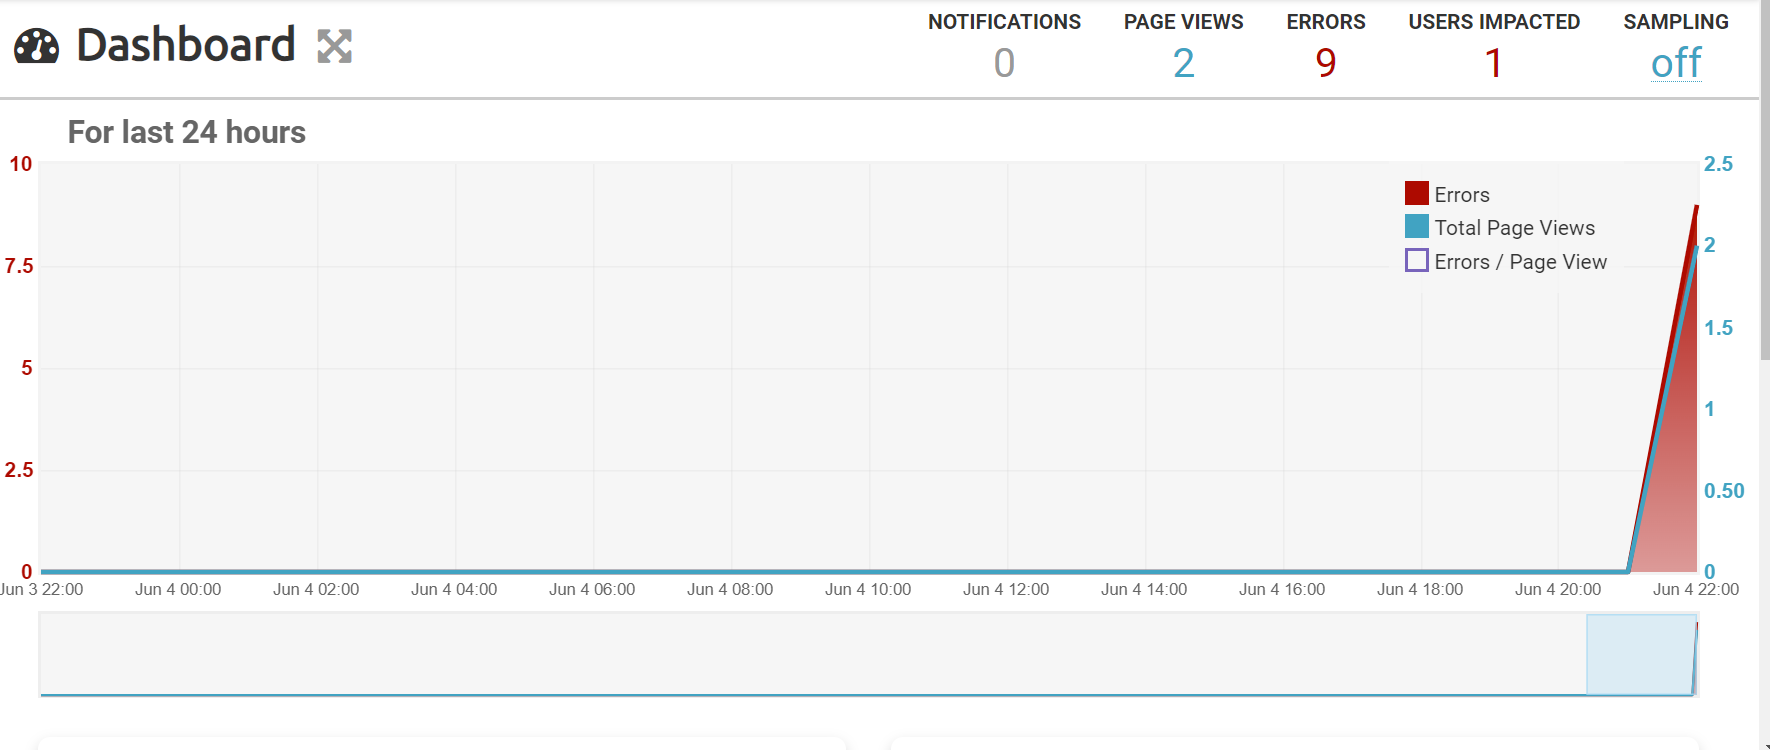 Dashboard
NOTIFICATIONS
0
PAGE VIEWS
2
ERRORS
9
USERS IMPACTED
1
SAMPLING
off
For last 24 hours
10
7.5
5
2.5
0
2.5
2
1.5
1
0.50
0
Errors
Total Page Views
Errors / Page View
Jun 3 22:00
Jun 4 00:00
Jun 4 02:00
Jun 4 04:00
Jun 4 06:00
Jun 4 08:00
Jun 4 10:00
Jun 4 12:00
Jun 4 14:00
Jun 4 16:00
Jun 4 18:00
Jun 4 20:00
Jun 4 22:00